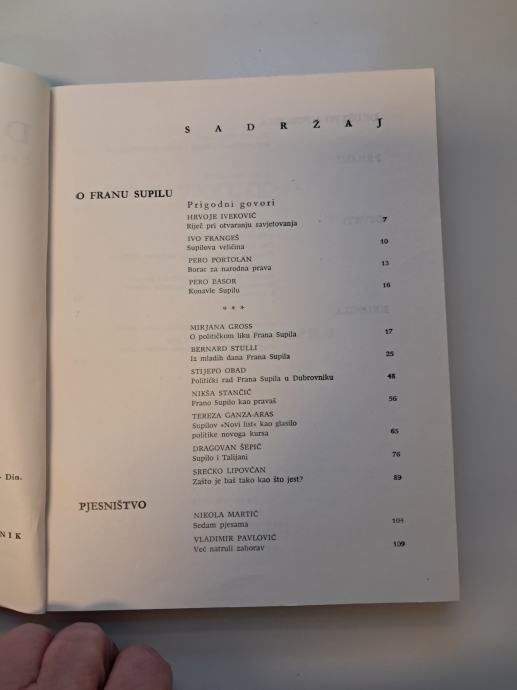 S A D R Ž A J
O FRANU SUPILU
Prigodni govori
HRVOJE IVEKOVIĆ
Riječ pri otvaranju savjetovanja 7
IVO FRANGEŠ
Supilova veličina 10
PERO PORTOLAN
Borac za narodna prava 13
PERO BASOR
Konavle Supilu 16
* * *
MIRJANA GROSS
O političkom liku Frana Supila 17
BERNARD STULLI
Iz mladih dana Frana Supila 25
STIJEPO OBAD
Politički rad Frana Supila u Dubrovniku 48
NIKŠA STANČIĆ
Frano Supilo kao pravaš 56
TEREZA GANZA-ARAS
Supilov »Novi list« kao glasilo
politike novoga kursa 65
DRAGOVAN ŠEPIĆ
Supilo i Talijani 76
SREĆKO LIPOVČAN
Zašto je baš tako kao što jest? 89
PJESNIŠTVO
NIKOLA MARTIĆ
Sedam pjesama 104
VLADIMIR PAVLOVIĆ
Već natruli zaborav 109
Din.
NIK